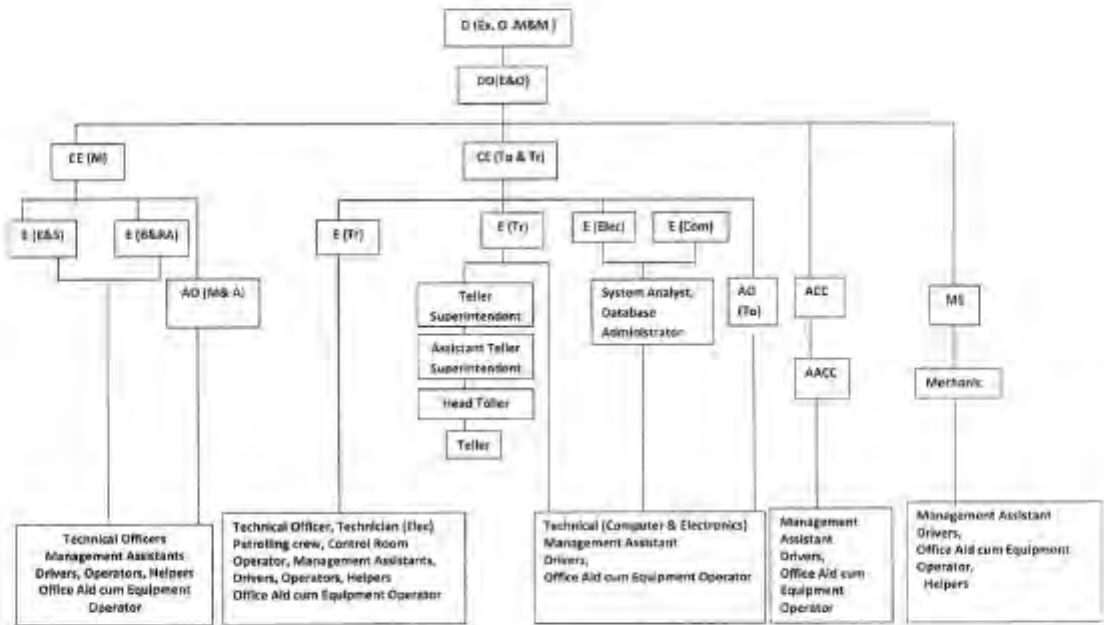 D (Ex. O .M&M )
DD(E&O)
CE (M)
CE (To & Tr)
E (E&S)
E (B&RA)
E (Tr)
E (Tr)
E (Elec)
E (Com)
AO (M& A)
Teller
Superintendent
System Analyst,
Database
Administrator
AO
(To)
ACC
MS
Assistant Teller
Superintendent
AACC
Mechanic
Head Toller
Teller
Technical Officers
Management Assistants
Drivers, Operators, Helpers
Office Aid cum Equipment
Operator
Technical Officer, Technician (Elec)
Patrolling crew, Control Room
Operator, Management Assistants,
Drivers, Operators, Helpers
Office Aid cum Equipment Operator
Technical (Computer & Electronics)
Management Assistant
Drivers,
Office Aid cum Equipment Operator
Management
Assistant
Drivers,
Office Aid cum
Equipment
Operator
Management Assistant
Drivers,
Office Aid cum Equipment
Operator,
Helpers